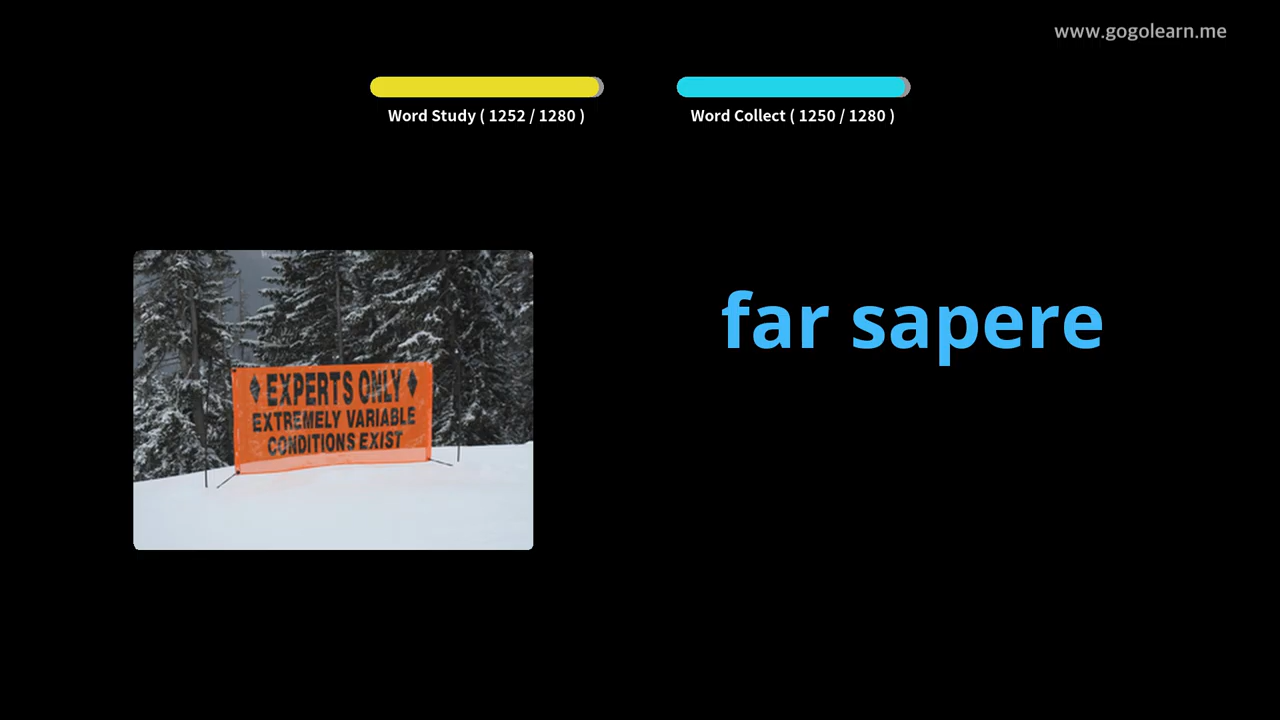 www.gogolearn.me
Word Study ( 1252 / 1280 )
Word Collect ( 1250 / 1280 )
far sapere
EXPERTS ONLY
EXTREMELY VARIABLE
CONDITIONS EXIST